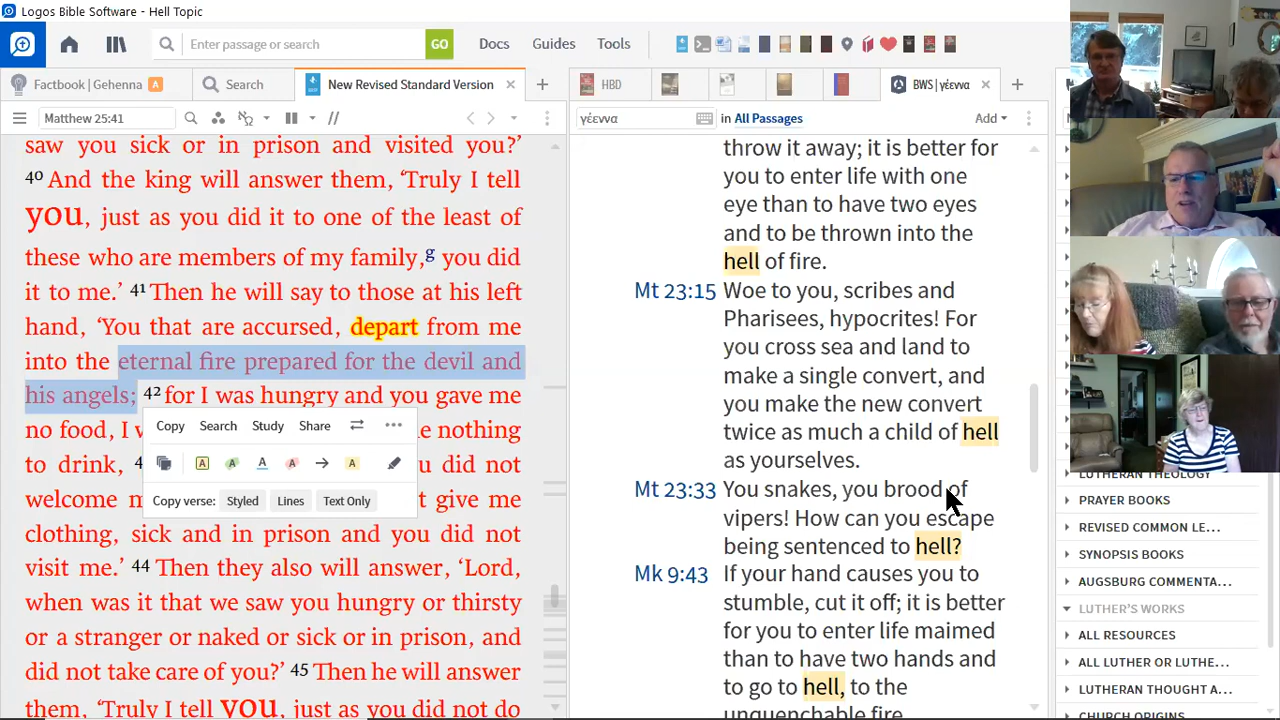 Logos Bible Software - Hell Topic
Enter passage or search
GO
Docs
Guides
Tools
Factbook | Gehenna
A
Search
New Revised Standard Version
HBD
BWS | γέεννα
Matthew 25:41
γέεννα
in All Passages
Add
saw you sick or in prison and visited you?’
40 And the king will answer them, ‘Truly I tell
you, just as you did it to one of the least of
these who are members of my family,g you did
it to me.’ 41 Then he will say to those at his left
hand, ‘You that are accursed, depart from me
into the eternal fire prepared for the devil and
his angels; 42 for I was hungry and you gave me
no food, I
e nothing
to drink, 4
u did not
welcome m
t give me
clothing, sick and in prison and you did not
visit me.’ 44 Then they also will answer, ‘Lord,
when was it that we saw you hungry or thirsty
or a stranger or naked or sick or in prison, and
did not take care of you?’ 45 Then he will answer
them, ‘Truly I tell you, just as you did not do
Copy
Search
Study
Share
Copy verse:
Styled
Lines
Text Only
throw it away; it is better for
you to enter life with one
eye than to have two eyes
and to be thrown into the
hell of fire.
Mt 23:15 Woe to you, scribes and
Pharisees, hypocrites! For
you cross sea and land to
make a single convert, and
you make the new convert
twice as much a child of hell
as yourselves.
Mt 23:33 You snakes, you brood of
vipers! How can you escape
being sentenced to hell?
Mk 9:43 If your hand causes you to
stumble, cut it off; it is better
for you to enter life maimed
than to have two hands and
to go to hell, to the
unquenchable fire.
LUTHERAN THEOLOGY
PRAYER BOOKS
REVISED COMMON LE...
SYNOPSIS BOOKS
AUGSBURG COMMENTA...
LUTHER'S WORKS
ALL RESOURCES
ALL LUTHER OR LUTHE...
LUTHERAN THOUGHT A...
CHURCH ORIGINS